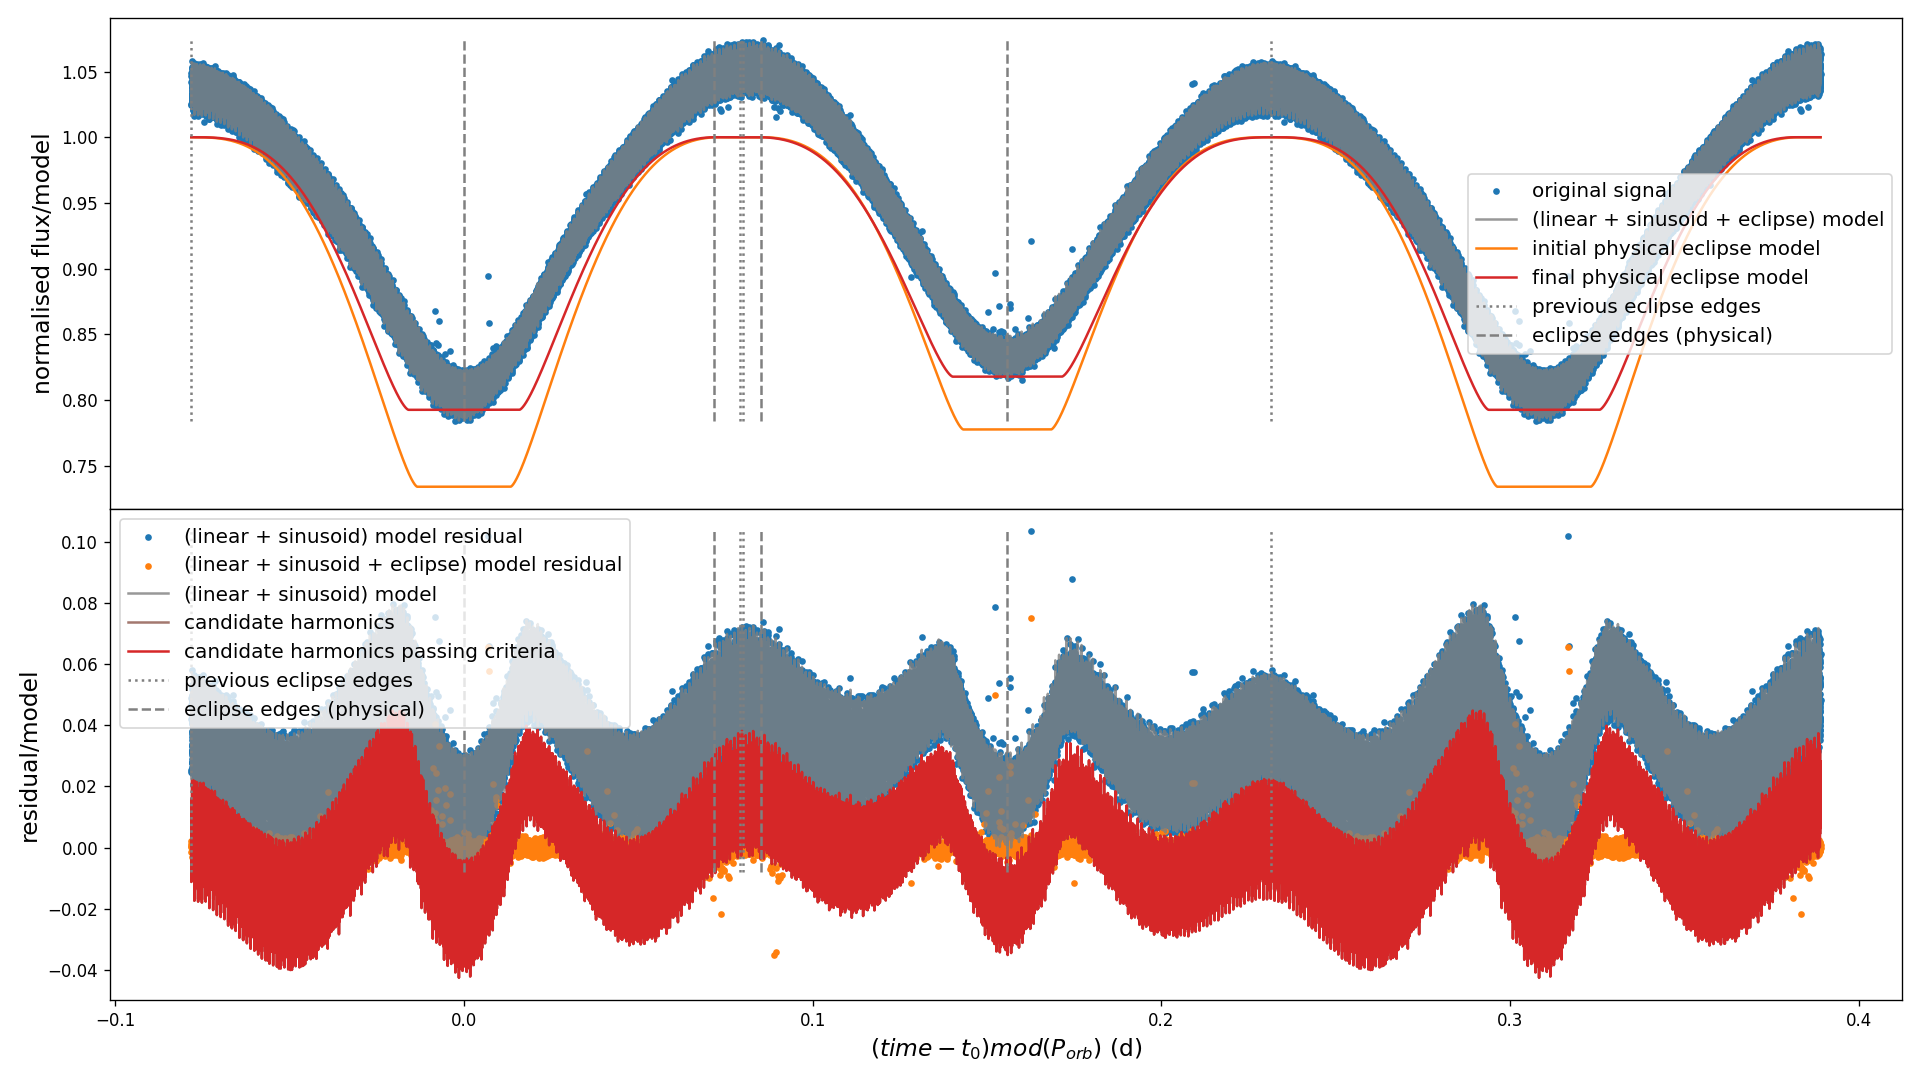 normalised flux/model
1.05
1.00
0.95
0.90
0.85
0.80
0.75
original signal
(linear + sinusoid + eclipse) model
initial physical eclipse model
final physical eclipse model
previous eclipse edges
eclipse edges (physical)
residual/model
0.10
0.08
0.06
0.04
0.02
0.00
−0.02
−0.04
(linear + sinusoid) model residual
(linear + sinusoid + eclipse) model residual
(linear + sinusoid) model
candidate harmonics
candidate harmonics passing criteria
previous eclipse edges
eclipse edges (physical)
−0.1 0.0 0.1 0.2 0.3 0.4
(time − t₀)mod(Pₒᵣb) (d)